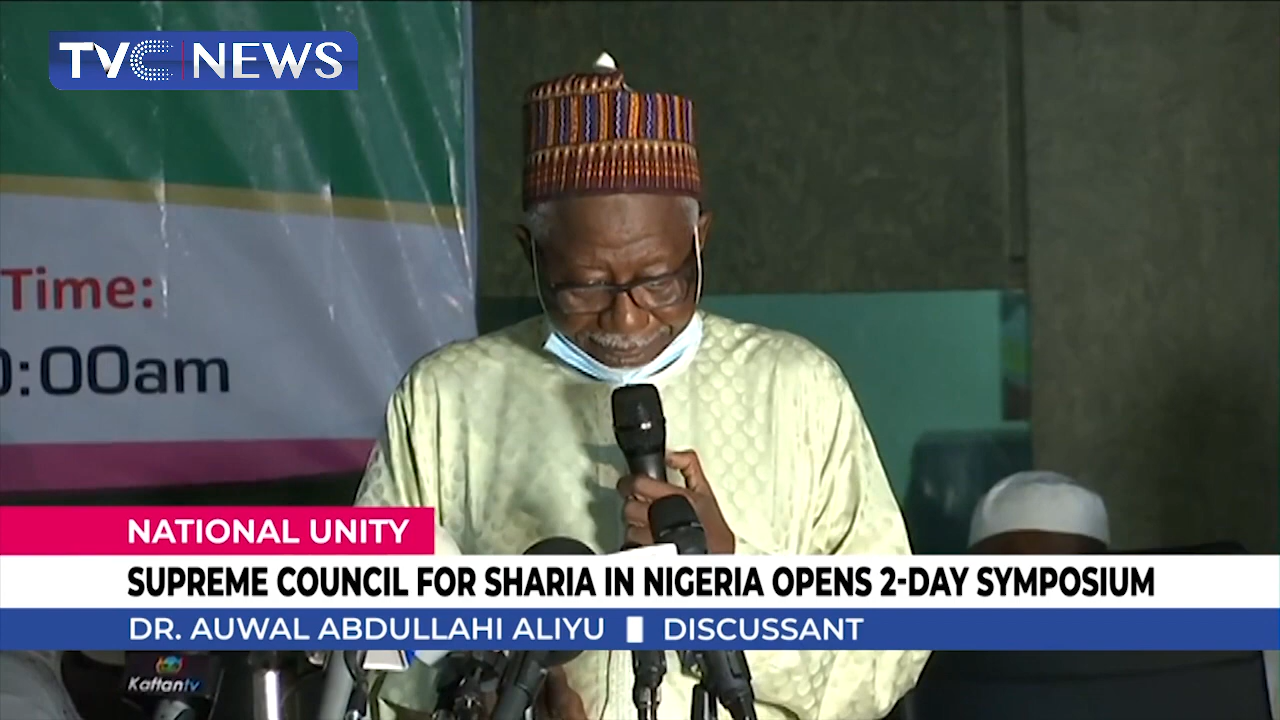 TVC NEWS
Time:
0:00am
NATIONAL UNITY
SUPREME COUNCIL FOR SHARIA IN NIGERIA OPENS 2-DAY SYMPOSIUM
DR. AUWAL ABDULLAHI ALIYU DISCUSSANT
Kaftantv